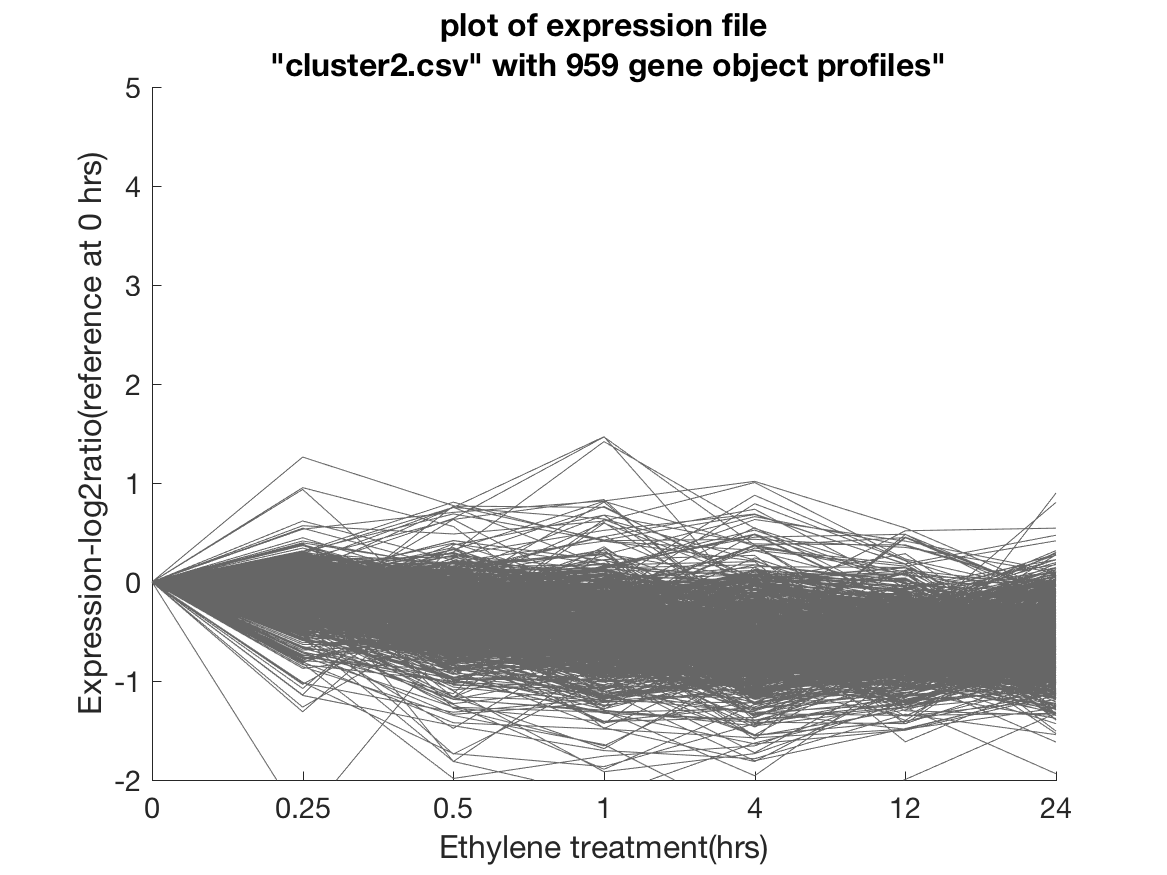 plot of expression file
"cluster2.csv" with 959 gene object profiles"
Expression-log2ratio(reference at 0 hrs)
5
4
3
2
1
0
-1
-2
0 0.25 0.5 1 4 12 24
Ethylene treatment(hrs)